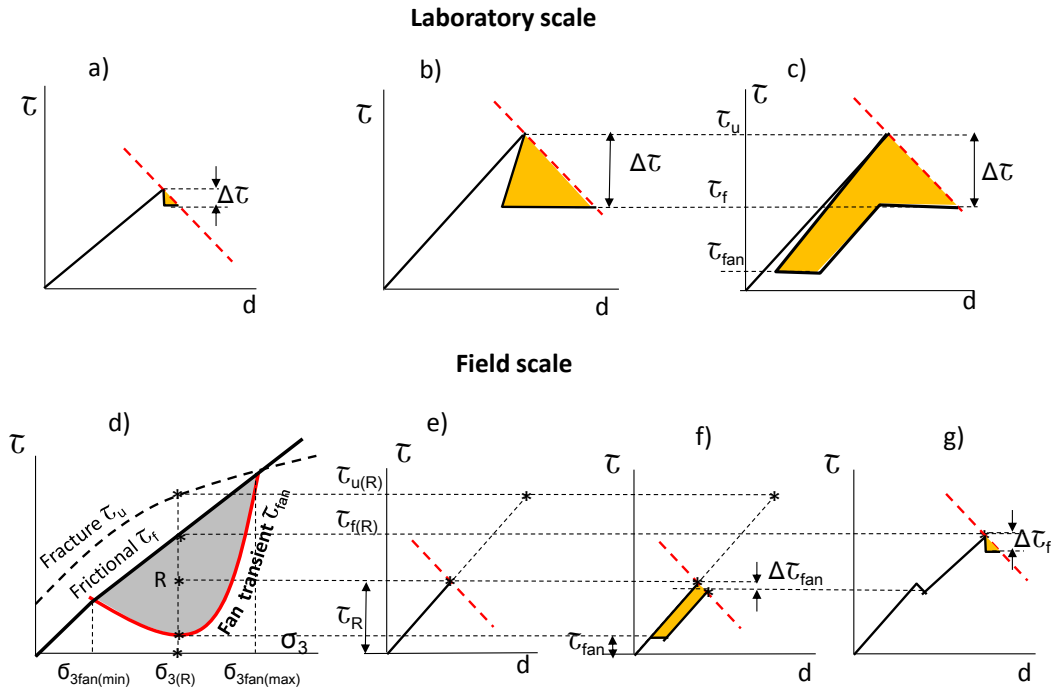 Laboratory scale
a)
b)
c)
τ
Δτ
d
τ
Δτ
d
τ
τu
τf
τfan
Δτ
d
Field scale
d)
e)
f)
g)
τ
Fracture τu
Frictional τf
Fan transient τfan
R
σ3
σ3fan(min)
σ3(R)
σ3fan(max)
τu(R)
τf(R)
τ
τR
d
τ
Δτfan
τfan
d
τ
Δτf
d